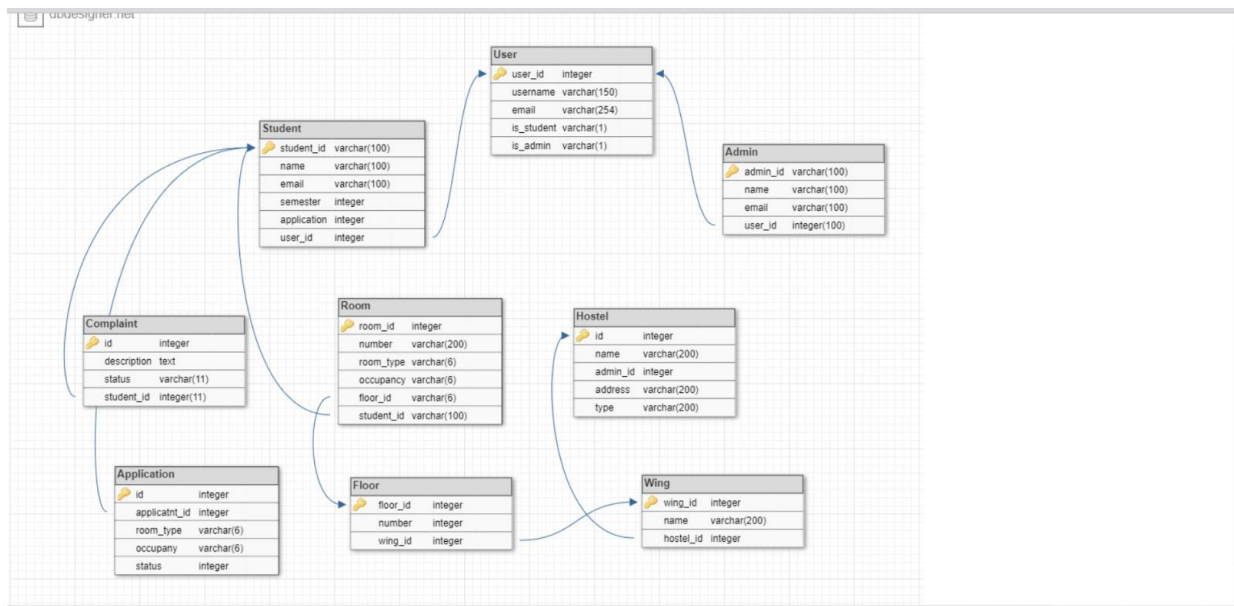 dbdesigner.net
User
user_id integer
username varchar(150)
email varchar(254)
is_student varchar(1)
is_admin varchar(1)
Student
student_id varchar(100)
name varchar(100)
email varchar(100)
semester integer
application integer
user_id integer
Admin
admin_id varchar(100)
name varchar(100)
email varchar(100)
user_id integer(100)
Complaint
id integer
description text
status varchar(11)
student_id integer(11)
Room
room_id integer
number varchar(200)
room_type varchar(6)
occupancy varchar(6)
floor_id varchar(6)
student_id varchar(100)
Hostel
id integer
name varchar(200)
admin_id integer
address varchar(200)
type varchar(200)
Application
id integer
applicatnt_id integer
room_type varchar(6)
occupany varchar(6)
status integer
Floor
floor_id integer
number integer
wing_id integer
Wing
wing_id integer
name varchar(200)
hostel_id integer